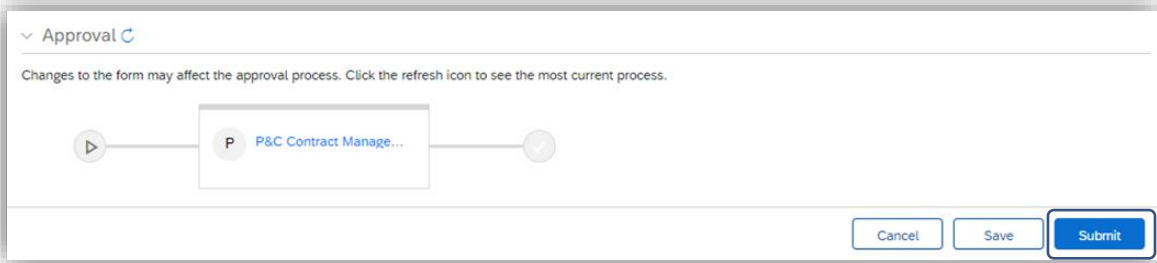 Approval
Changes to the form may affect the approval process. Click the refresh icon to see the most current process.
P P&C Contract Manage...
Cancel Save Submit